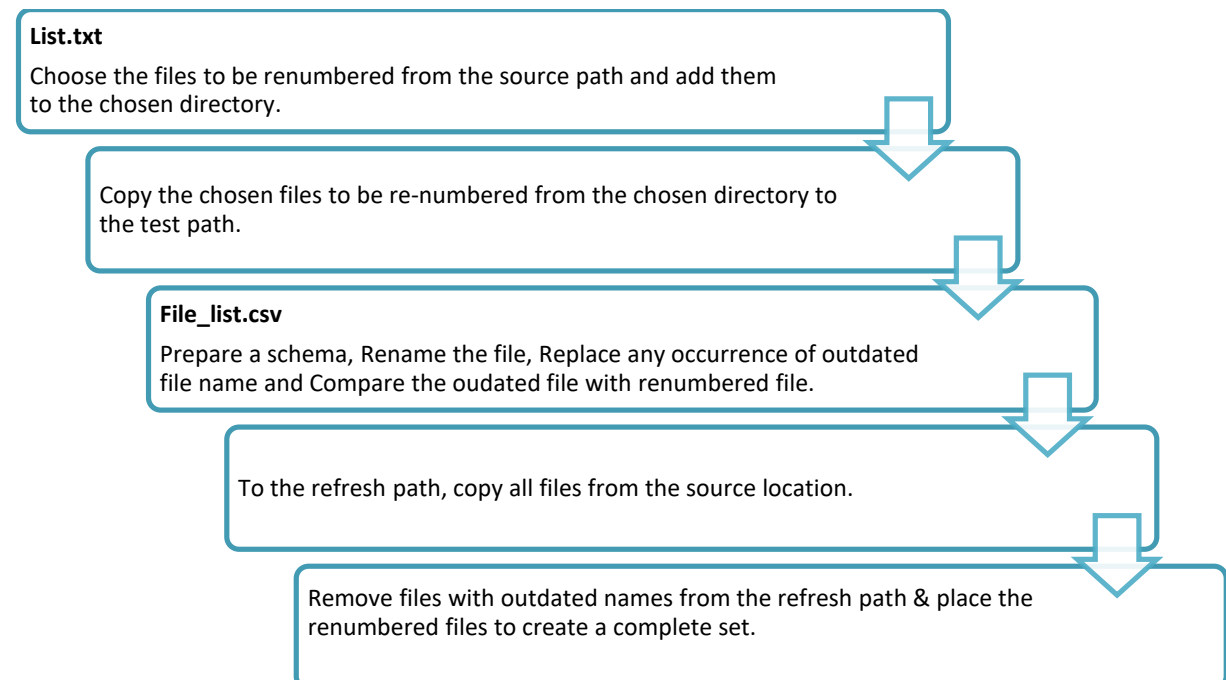 List.txt
Choose the files to be renumbered from the source path and add them
to the chosen directory.
Copy the chosen files to be re-numbered from the chosen directory to
the test path.
File_list.csv
Prepare a schema, Rename the file, Replace any occurrence of outdated
file name and Compare the oudated file with renumbered file.
To the refresh path, copy all files from the source location.
Remove files with outdated names from the refresh path & place the
renumbered files to create a complete set.